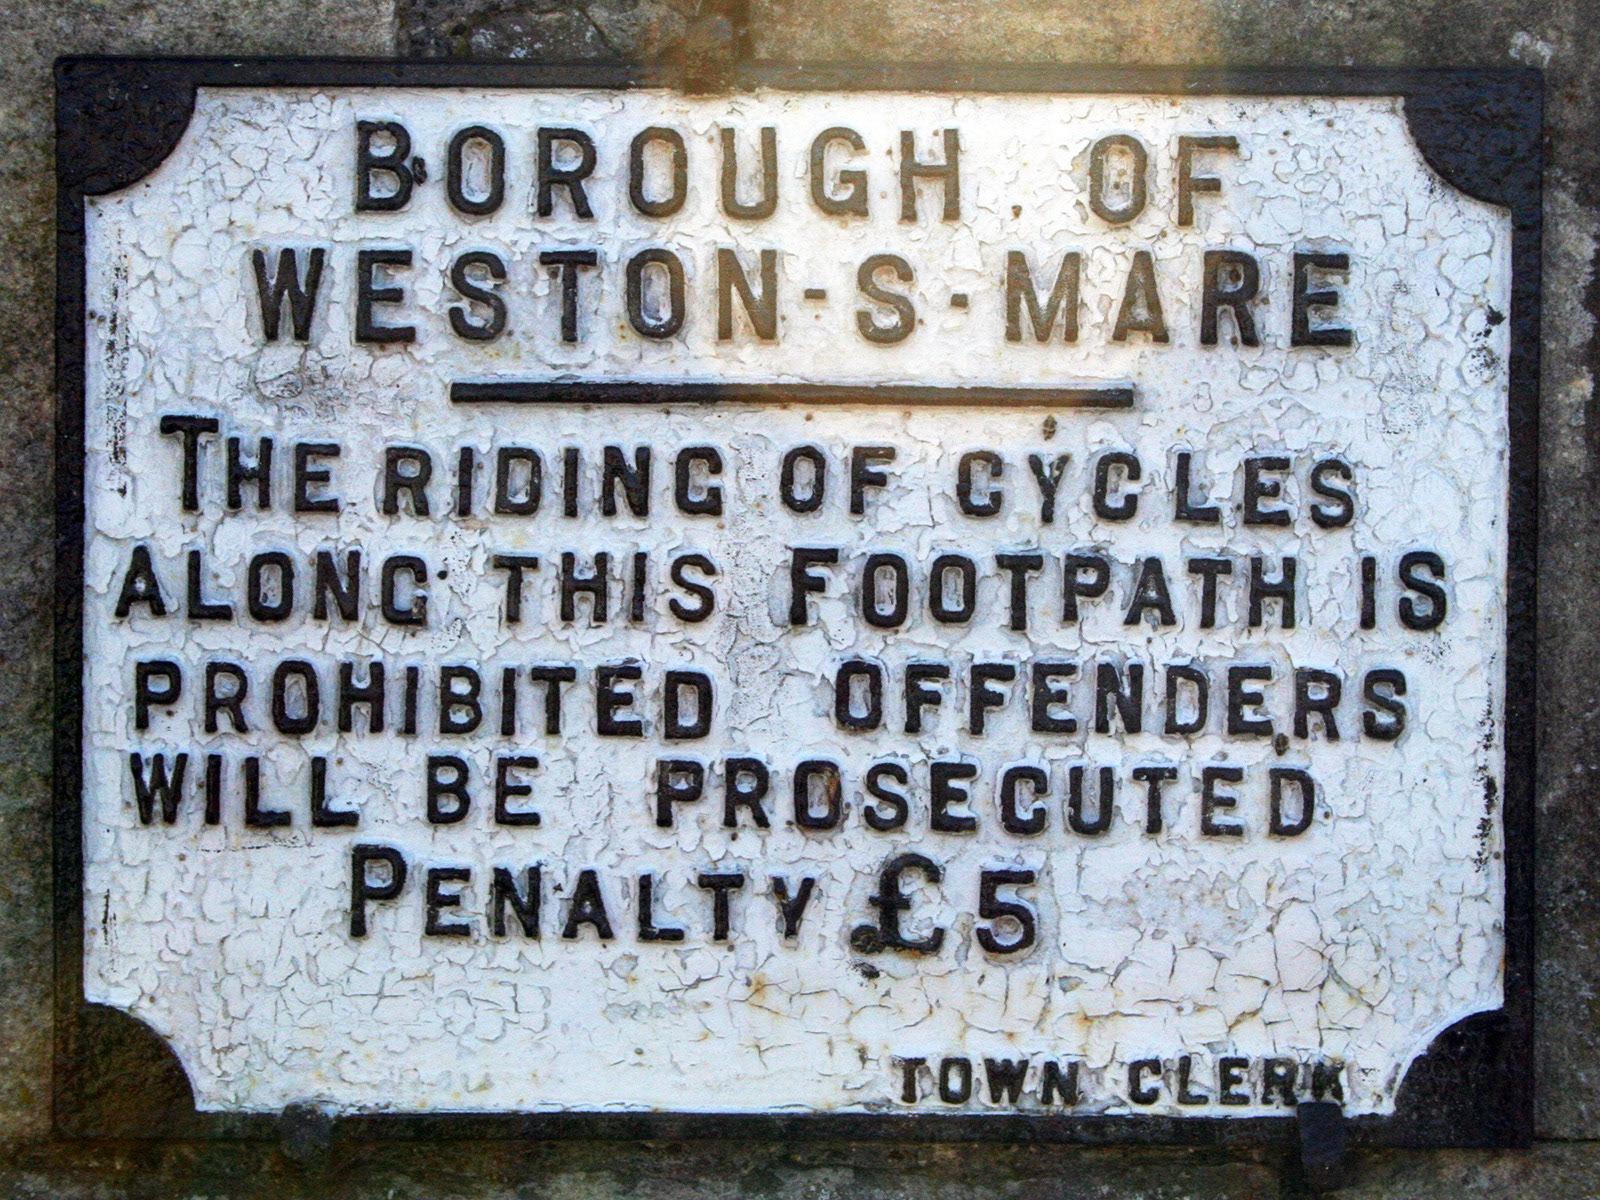 BOROUGH OF
WESTON-S-MARE
THE RIDING OF CYCLES
ALONG THIS FOOTPATH IS
PROHIBITED OFFENDERS
WILL BE PROSECUTED
PENALTY £5
TOWN CLERK